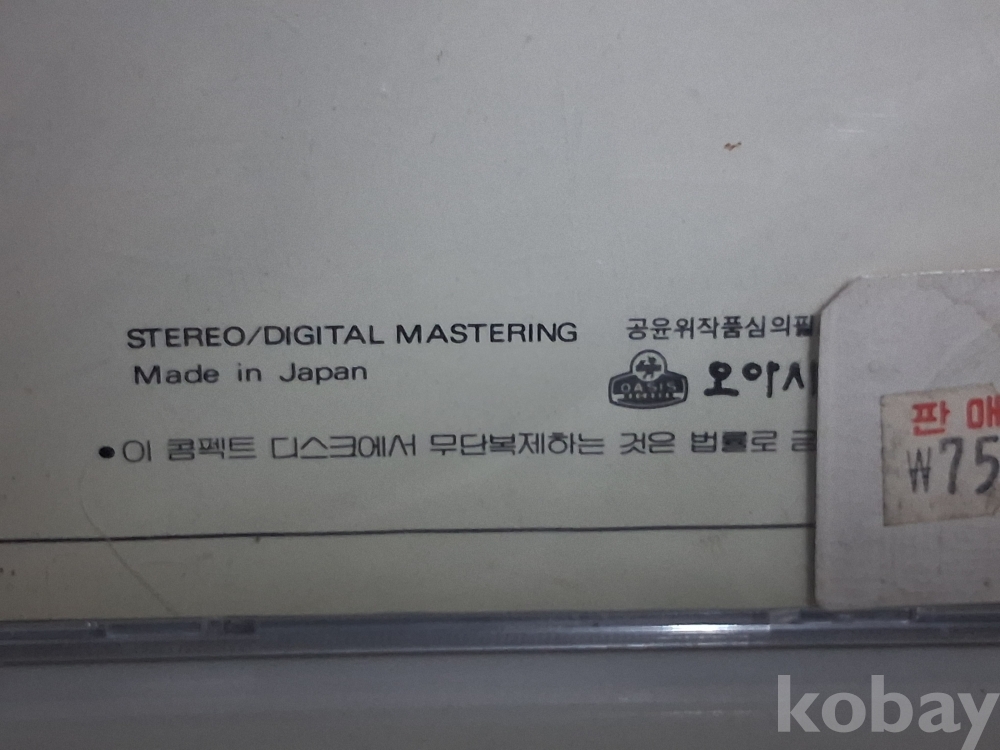 STEREO/DIGITAL MASTERING
Made in Japan
공윤위작품심의필
OASIS
오아시
●이 콤펙트 디스크에서 무단복제하는 것은 법률로 금
판 매
₩75
kobay